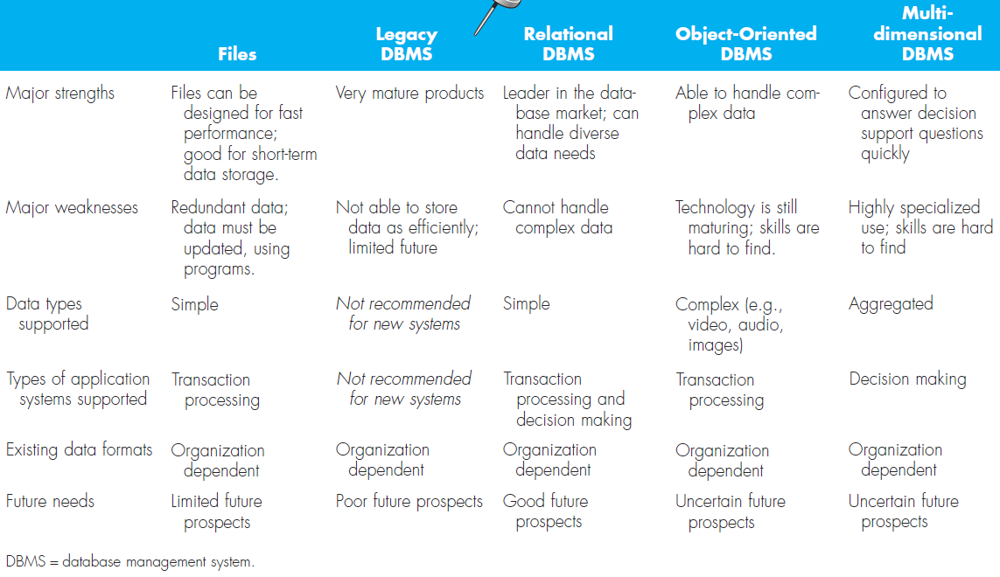 Files
Legacy
DBMS
Relational
DBMS
Object-Oriented
DBMS
Multi-
dimensional
DBMS
Major strengths
Files can be
designed for fast
performance;
good for short-term
data storage.
Very mature products
Leader in the data-
base market; can
handle diverse
data needs
Able to handle com-
plex data
Configured to
answer decision
support questions
quickly
Major weaknesses
Redundant data;
data must be
updated, using
programs.
Not able to store
data as efficiently;
limited future
Cannot handle
complex data
Technology is still
maturing; skills are
hard to find.
Highly specialized
use; skills are hard
to find
Data types
supported
Simple
Not recommended
for new systems
Simple
Complex (e.g.,
video, audio,
images)
Aggregated
Types of application
systems supported
Transaction
processing
Not recommended
for new systems
Transaction
processing and
decision making
Transaction
processing
Decision making
Existing data formats
Organization
dependent
Organization
dependent
Organization
dependent
Organization
dependent
Organization
dependent
Future needs
Limited future
prospects
Poor future prospects
Good future
prospects
Uncertain future
prospects
Uncertain future
prospects
DBMS = database management system.